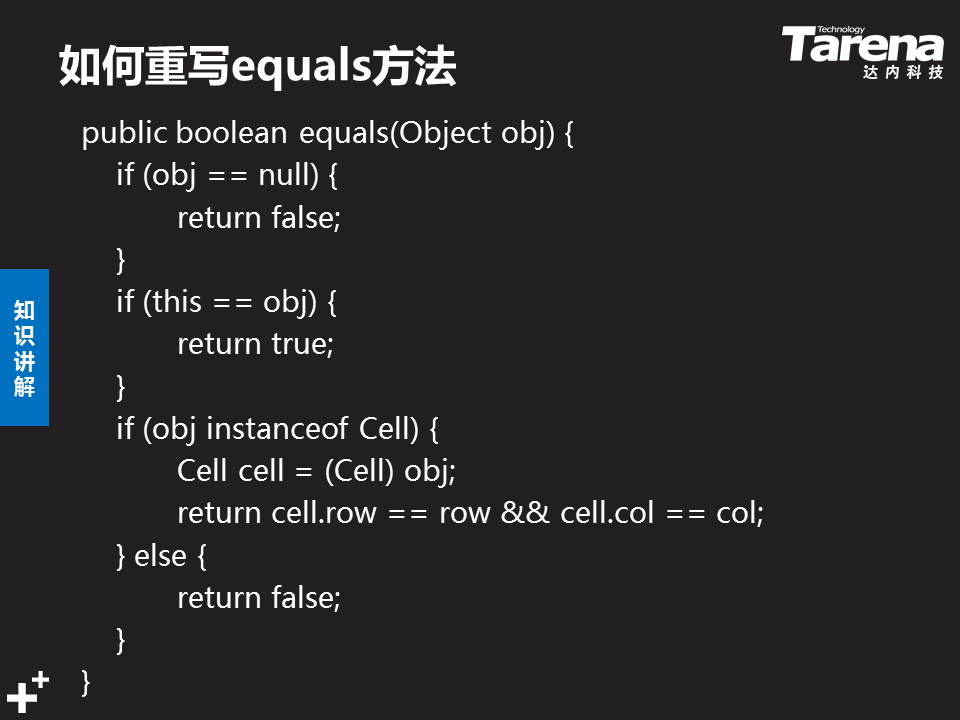 如何重写equals方法
Technology
Tarena
达内科技
public boolean equals(Object obj) {
if (obj == null) {
return false;
}
if (this == obj) {
return true;
}
if (obj instanceof Cell) {
Cell cell = (Cell) obj;
return cell.row == row && cell.col == col;
} else {
return false;
}
}
知
识
讲
解